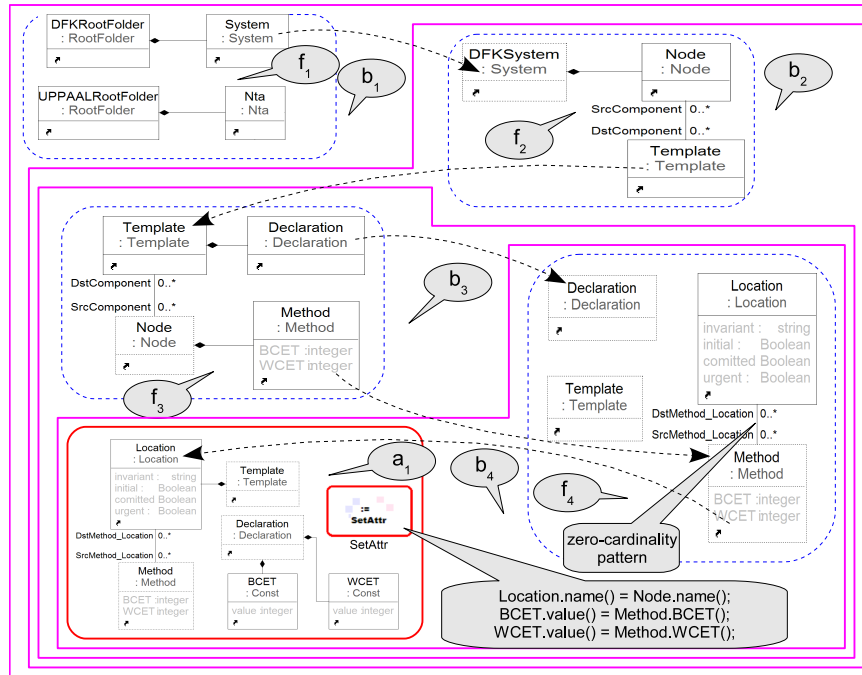 DFKRootFolder
: RootFolder
System
: System
f1
b1
UPPAALRootFolder
: RootFolder
Nta
: Nta
DFKSystem
: System
Node
: Node
b2
SrcComponent 0..*
f2
DstComponent 0..*
Template
: Template
Template
: Template
Declaration
: Declaration
DstComponent 0..*
SrcComponent 0..*
Node
: Node
Method
: Method
BCET :integer
WCET:integer
b3
f3
Declaration
: Declaration
Location
: Location
invariant : string
initial : Boolean
comitted Boolean
urgent : Boolean
Template
: Template
DstMethod_Location 0..*
SrcMethod_Location 0..*
Method
: Method
BCET :integer
WCET:integer
b4
f4
zero-cardinality
pattern
Location
: Location
invariant : string
initial : Boolean
comitted Boolean
urgent : Boolean
Template
: Template
a1
:=
SetAttr
SetAttr
Declaration
: Declaration
DstMethod_Location 0..*
SrcMethod_Location 0..*
Method
: Method
BCET :integer
WCET:integer
BCET
: Const
value :integer
WCET
: Const
value :integer
Location.name() = Node.name();
BCET.value() = Method.BCET();
WCET.value() = Method.WCET();